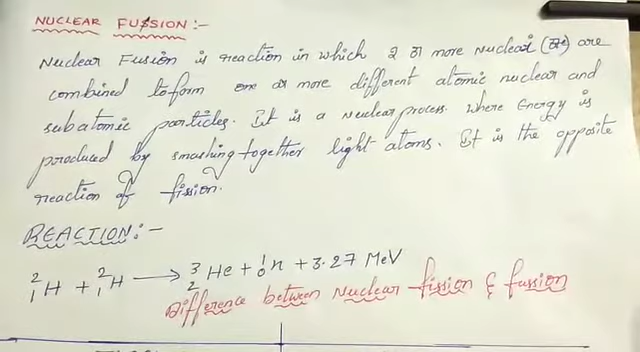 NUCLEAR FUSSION :-
Nuclear Fusion is reaction in which 2 or more nuclei are
combined to form one or more different atomic nuclear and
subatomic particles. It is a nuclear process where Energy is
produced by smashing together light atoms. It is the opposite
reaction of fission.
REACTION :-
²₁H + ²₁H ⟶ ³₂He + ¹₀n + 3.27 MeV
Difference between Nuclear fission & fussion